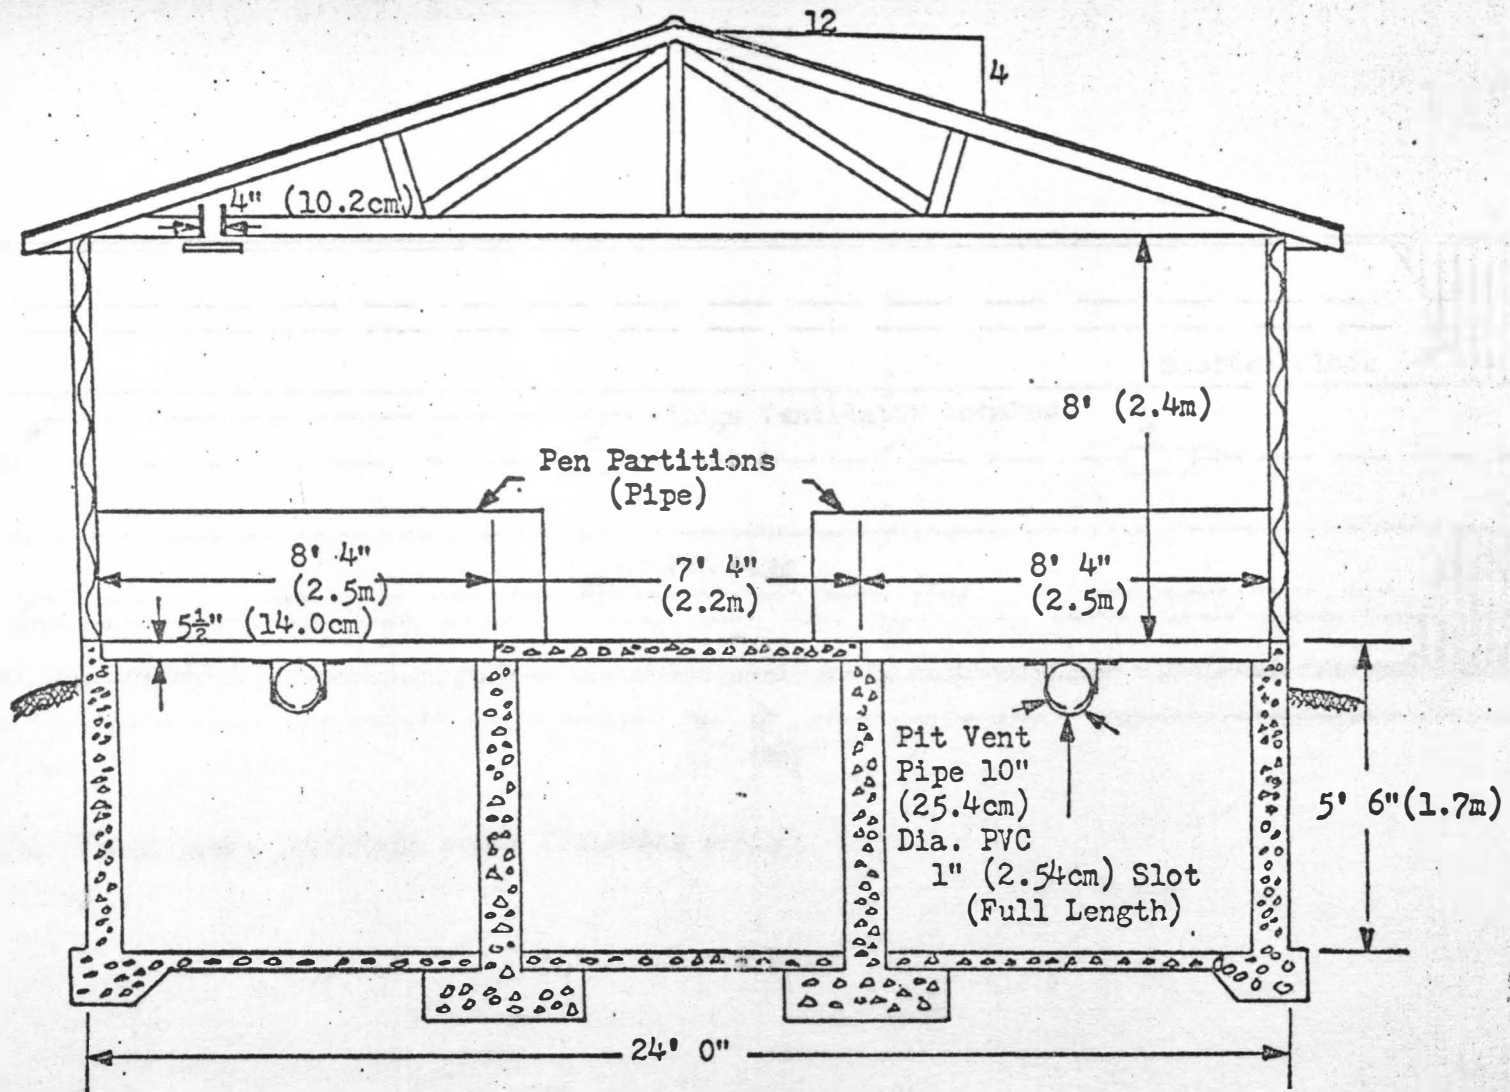 12
4
4" (10.2cm)
8' (2.4m)
Pen Partitions
(Pipe)
8' 4"
(2.5m)
7' 4"
(2.2m)
8' 4"
(2.5m)
5½" (14.0cm)
Pit Vent
Pipe 10"
(25.4cm)
Dia. PVC
1" (2.54cm) Slot
(Full Length)
5' 6"(1.7m)
24' 0"